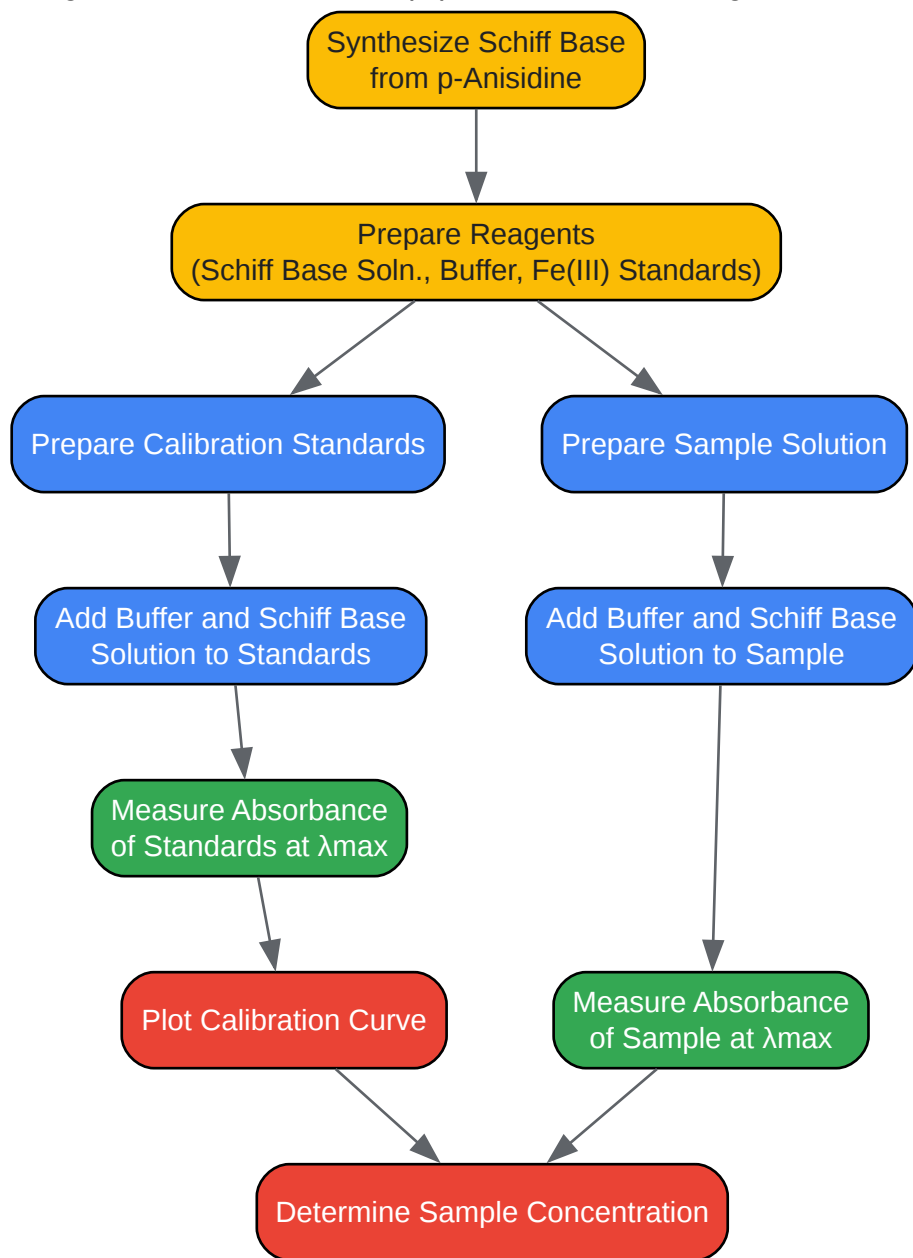 Synthesize Schiff Base
from p-Anisidine
Prepare Reagents
(Schiff Base Soln., Buffer, Fe(III) Standards)
Prepare Calibration Standards
Prepare Sample Solution
Add Buffer and Schiff Base
Solution to Standards
Add Buffer and Schiff Base
Solution to Sample
Measure Absorbance
of Standards at λmax
Plot Calibration Curve
Measure Absorbance
of Sample at λmax
Determine Sample Concentration